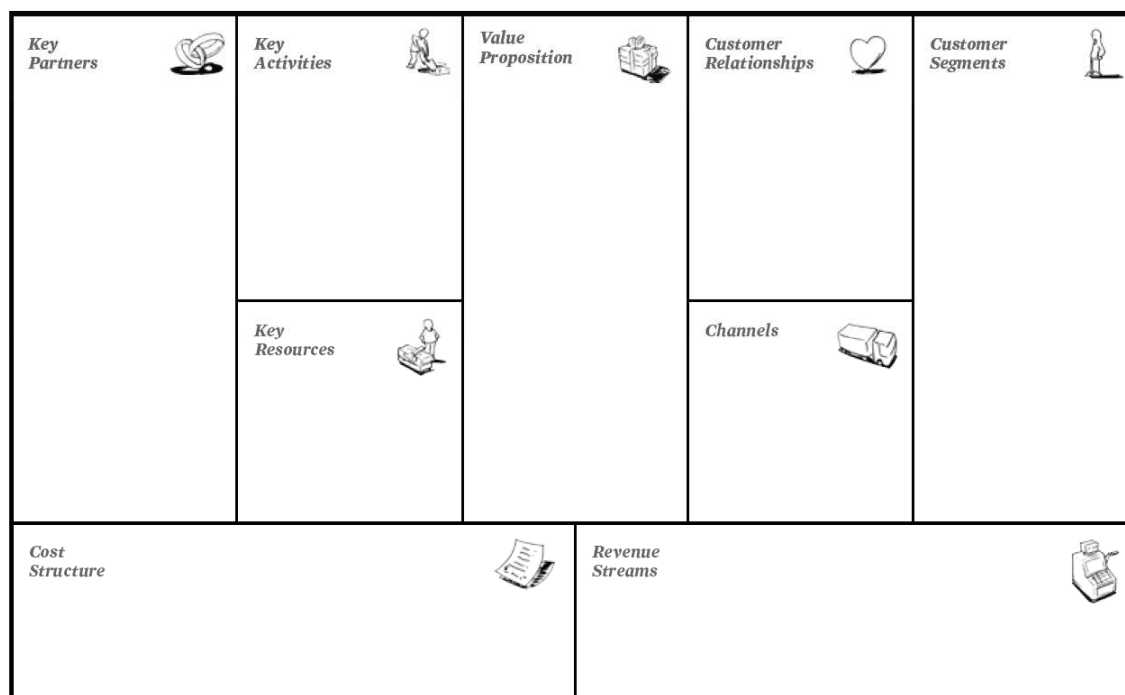 Key
Partners
Key
Activities
Value
Proposition
Customer
Relationships
Customer
Segments
Key
Resources
Channels
Cost
Structure
Revenue
Streams